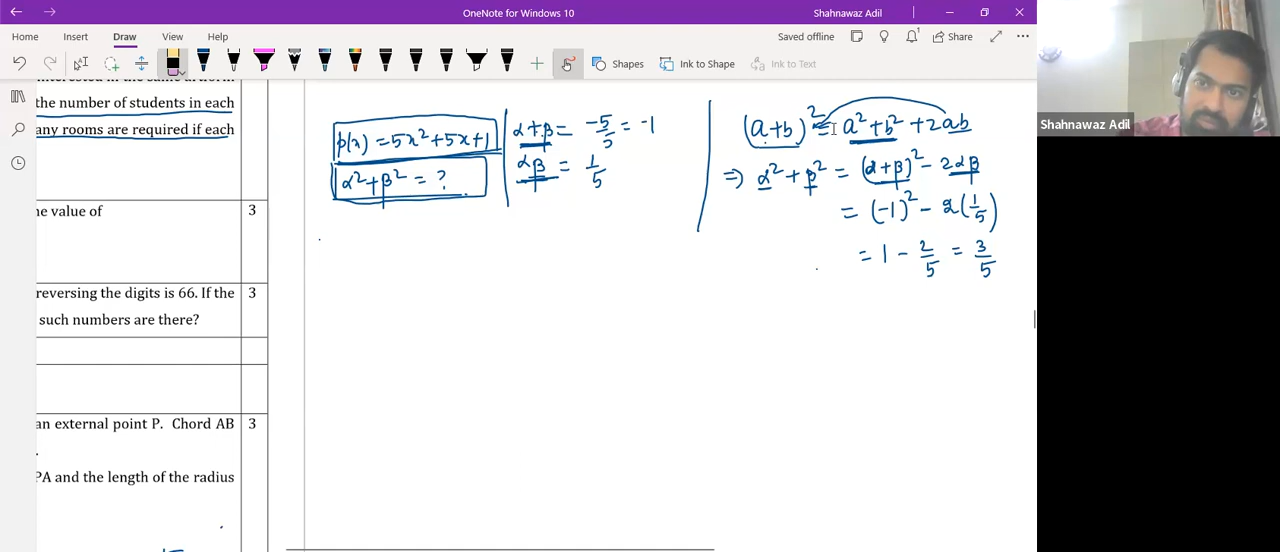 OneNote for Windows 10
Shahnawaz Adil
Home Insert Draw View Help
Saved offline
Share
Shapes
Ink to Shape
Ink to Text
the number of students in each
any rooms are required if each
ne value of
3
reversing the digits is 66. If the
3
such numbers are there?
an external point P. Chord AB
3
PA and the length of the radius
p(x) = 5x² + 5x + 1
α² + β² = ?
α + β = -5/5 = -1
αβ = 1/5
(a + b)² = a² + b² + 2ab
⇒ α² + β² = (α + β)² - 2αβ
= (-1)² - 2(1/5)
= 1 - 2/5 = 3/5
Shahnawaz Adil